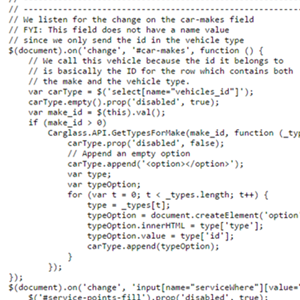 //
// ----------------------------------------
// We listen for the change on the car-makes field
// FYI: This field does not have a name value
// since we only send the id in the vehicle type
$(document).on('change', '#car-makes', function () {
// We call this vehicle because the id it belongs to
// is basically the ID for the row which contains both
// the make and the vehicle type.
var carType = $('select[name="vehicles_id"]');
carType.empty().prop('disabled', true);
var make_id = $(this).val();
if (make_id > 0)
Carglass.API.GetTypesForMake(make_id, function (_ty
carType.prop('disabled', false);
// Append an empty option
carType.append('<option></option>');
var type;
var typeOption;
for (var t = 0; t < _types.length; t++) {
type = _types[t];
typeOption = document.createElement('option
typeOption.innerHTML = type['type'];
typeOption.value = type['id'];
carType.append(typeOption);
}
});
});
$(document).on('change', 'input[name="serviceWhere"][value=
$('#service-points-fill').prop('disabled', true);